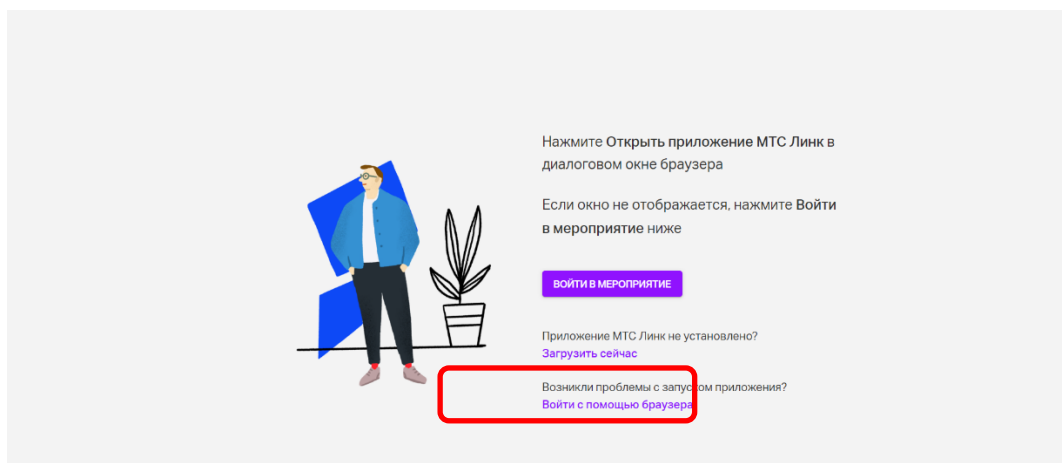 Нажмите Открыть приложение МТС Линк в
диалоговом окне браузера
Если окно не отображается, нажмите Войти
в мероприятие ниже
ВОЙТИ В МЕРОПРИЯТИЕ
Приложение МТС Линк не установлено?
Загрузить сейчас
Возникли проблемы с запуском приложения?
Войти с помощью браузера